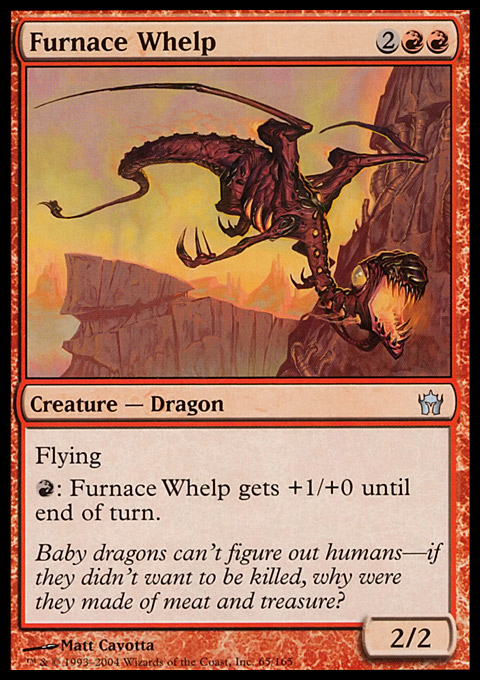 Furnace Whelp 2
Creature — Dragon
Flying
: Furnace Whelp gets +1/+0 until
end of turn.
Baby dragons can't figure out humans—if
they didn't want to be killed, why were
they made of meat and treasure?
2/2
Matt Cavotta
™ & © 1993-2004 Wizards of the Coast, Inc. 65/165